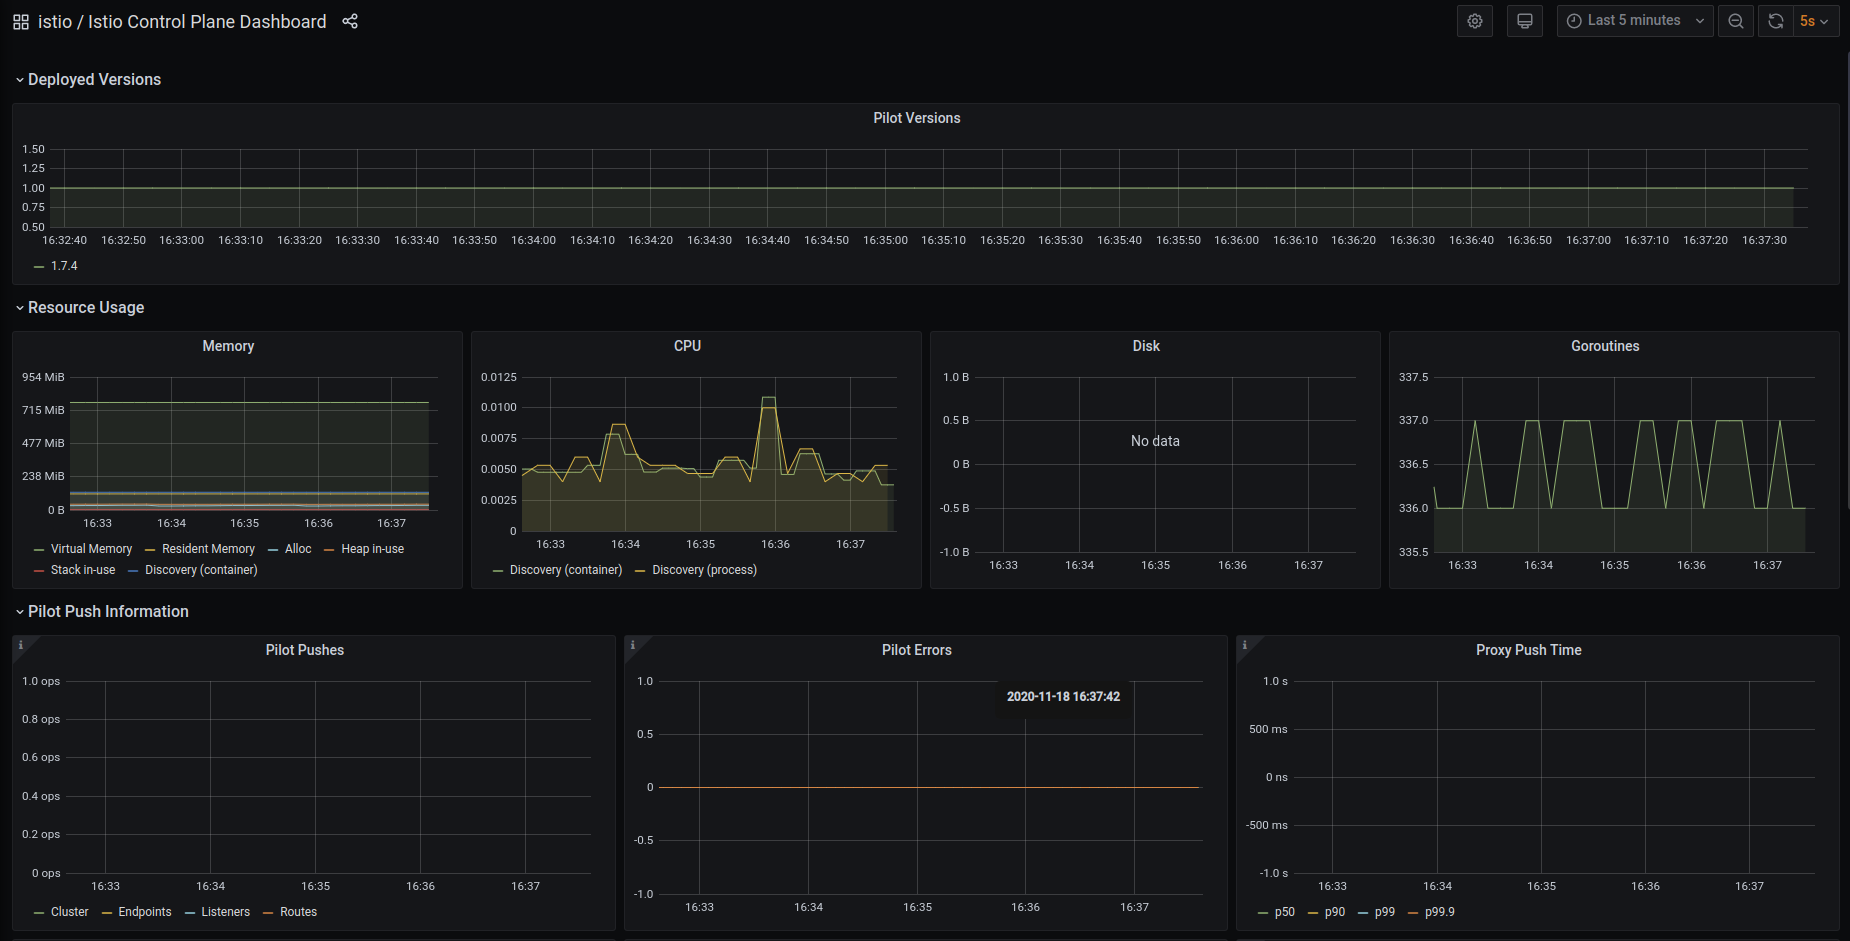 istio / Istio Control Plane Dashboard
Last 5 minutes
5s
Deployed Versions
Pilot Versions
1.50
1.25
1.00
0.75
0.50
16:32:40 16:32:50 16:33:00 16:33:10 16:33:20 16:33:30 16:33:40 16:33:50 16:34:00 16:34:10 16:34:20 16:34:30 16:34:40 16:34:50 16:35:00 16:35:10 16:35:20 16:35:30 16:35:40 16:35:50 16:36:00 16:36:10 16:36:20 16:36:30 16:36:40 16:36:50 16:37:00 16:37:10 16:37:20 16:37:30
1.7.4
Resource Usage
Memory
954 MiB
715 MiB
477 MiB
238 MiB
0 B
16:33 16:34 16:35 16:36 16:37
Virtual Memory Resident Memory Alloc Heap in-use
Stack in-use Discovery (container)
CPU
0.0125
0.0100
0.0075
0.0050
0.0025
0
16:33 16:34 16:35 16:36 16:37
Discovery (container) Discovery (process)
Disk
1.0 B
0.5 B
No data
0 B
-0.5 B
-1.0 B
16:33 16:34 16:35 16:36 16:37
Goroutines
337.5
337.0
336.5
336.0
335.5
16:33 16:34 16:35 16:36 16:37
Pilot Push Information
i
Pilot Pushes
1.0 ops
0.8 ops
0.6 ops
0.4 ops
0.2 ops
0 ops
16:33 16:34 16:35 16:36 16:37
Cluster Endpoints Listeners Routes
i
Pilot Errors
1.0
2020-11-18 16:37:42
0.5
0
-0.5
-1.0
16:33 16:34 16:35 16:36 16:37
i
Proxy Push Time
1.0 s
500 ms
0 ns
-500 ms
-1.0 s
16:33 16:34 16:35 16:36 16:37
p50 p90 p99 p99.9